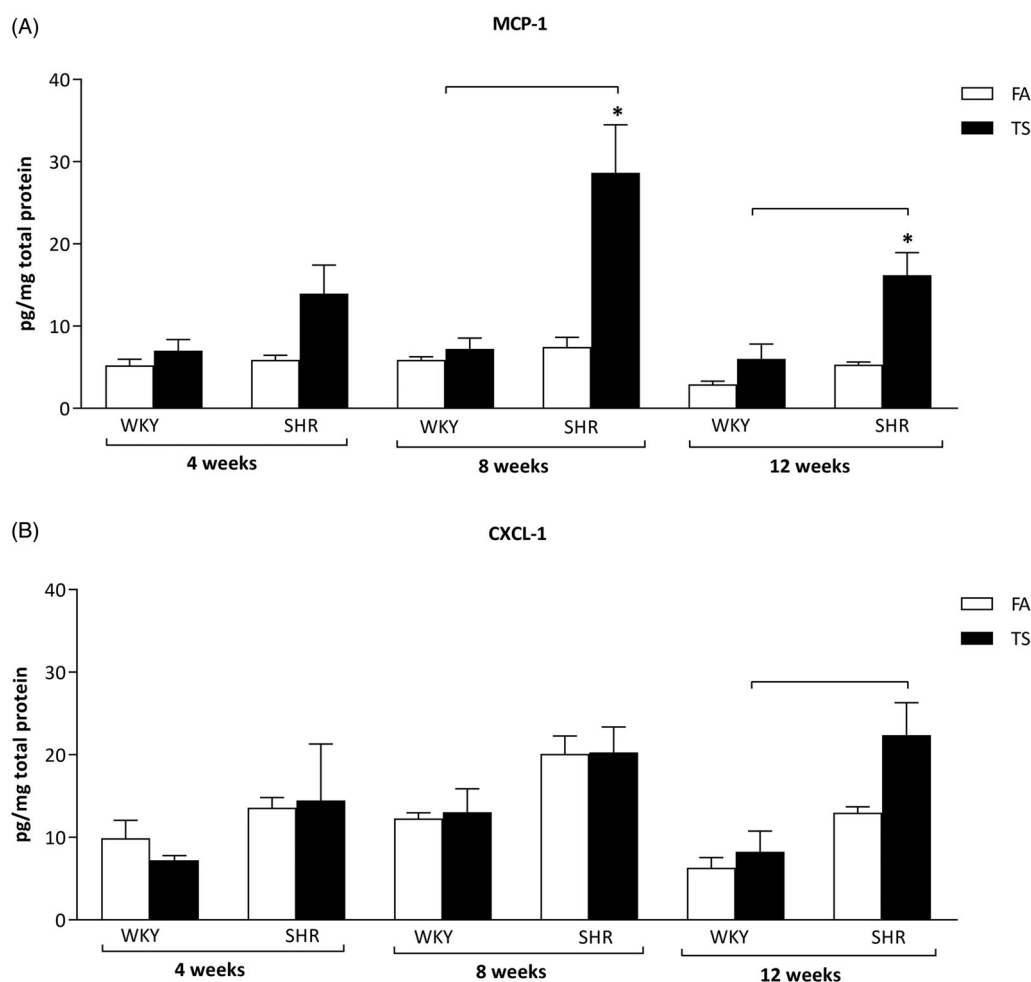 (A)
MCP-1
pg/mg total protein
40
30
20
10
0
*
*
FA
TS
WKY SHR WKY SHR WKY SHR
4 weeks 8 weeks 12 weeks
(B)
CXCL-1
pg/mg total protein
40
30
20
10
0
FA
TS
WKY SHR WKY SHR WKY SHR
4 weeks 8 weeks 12 weeks